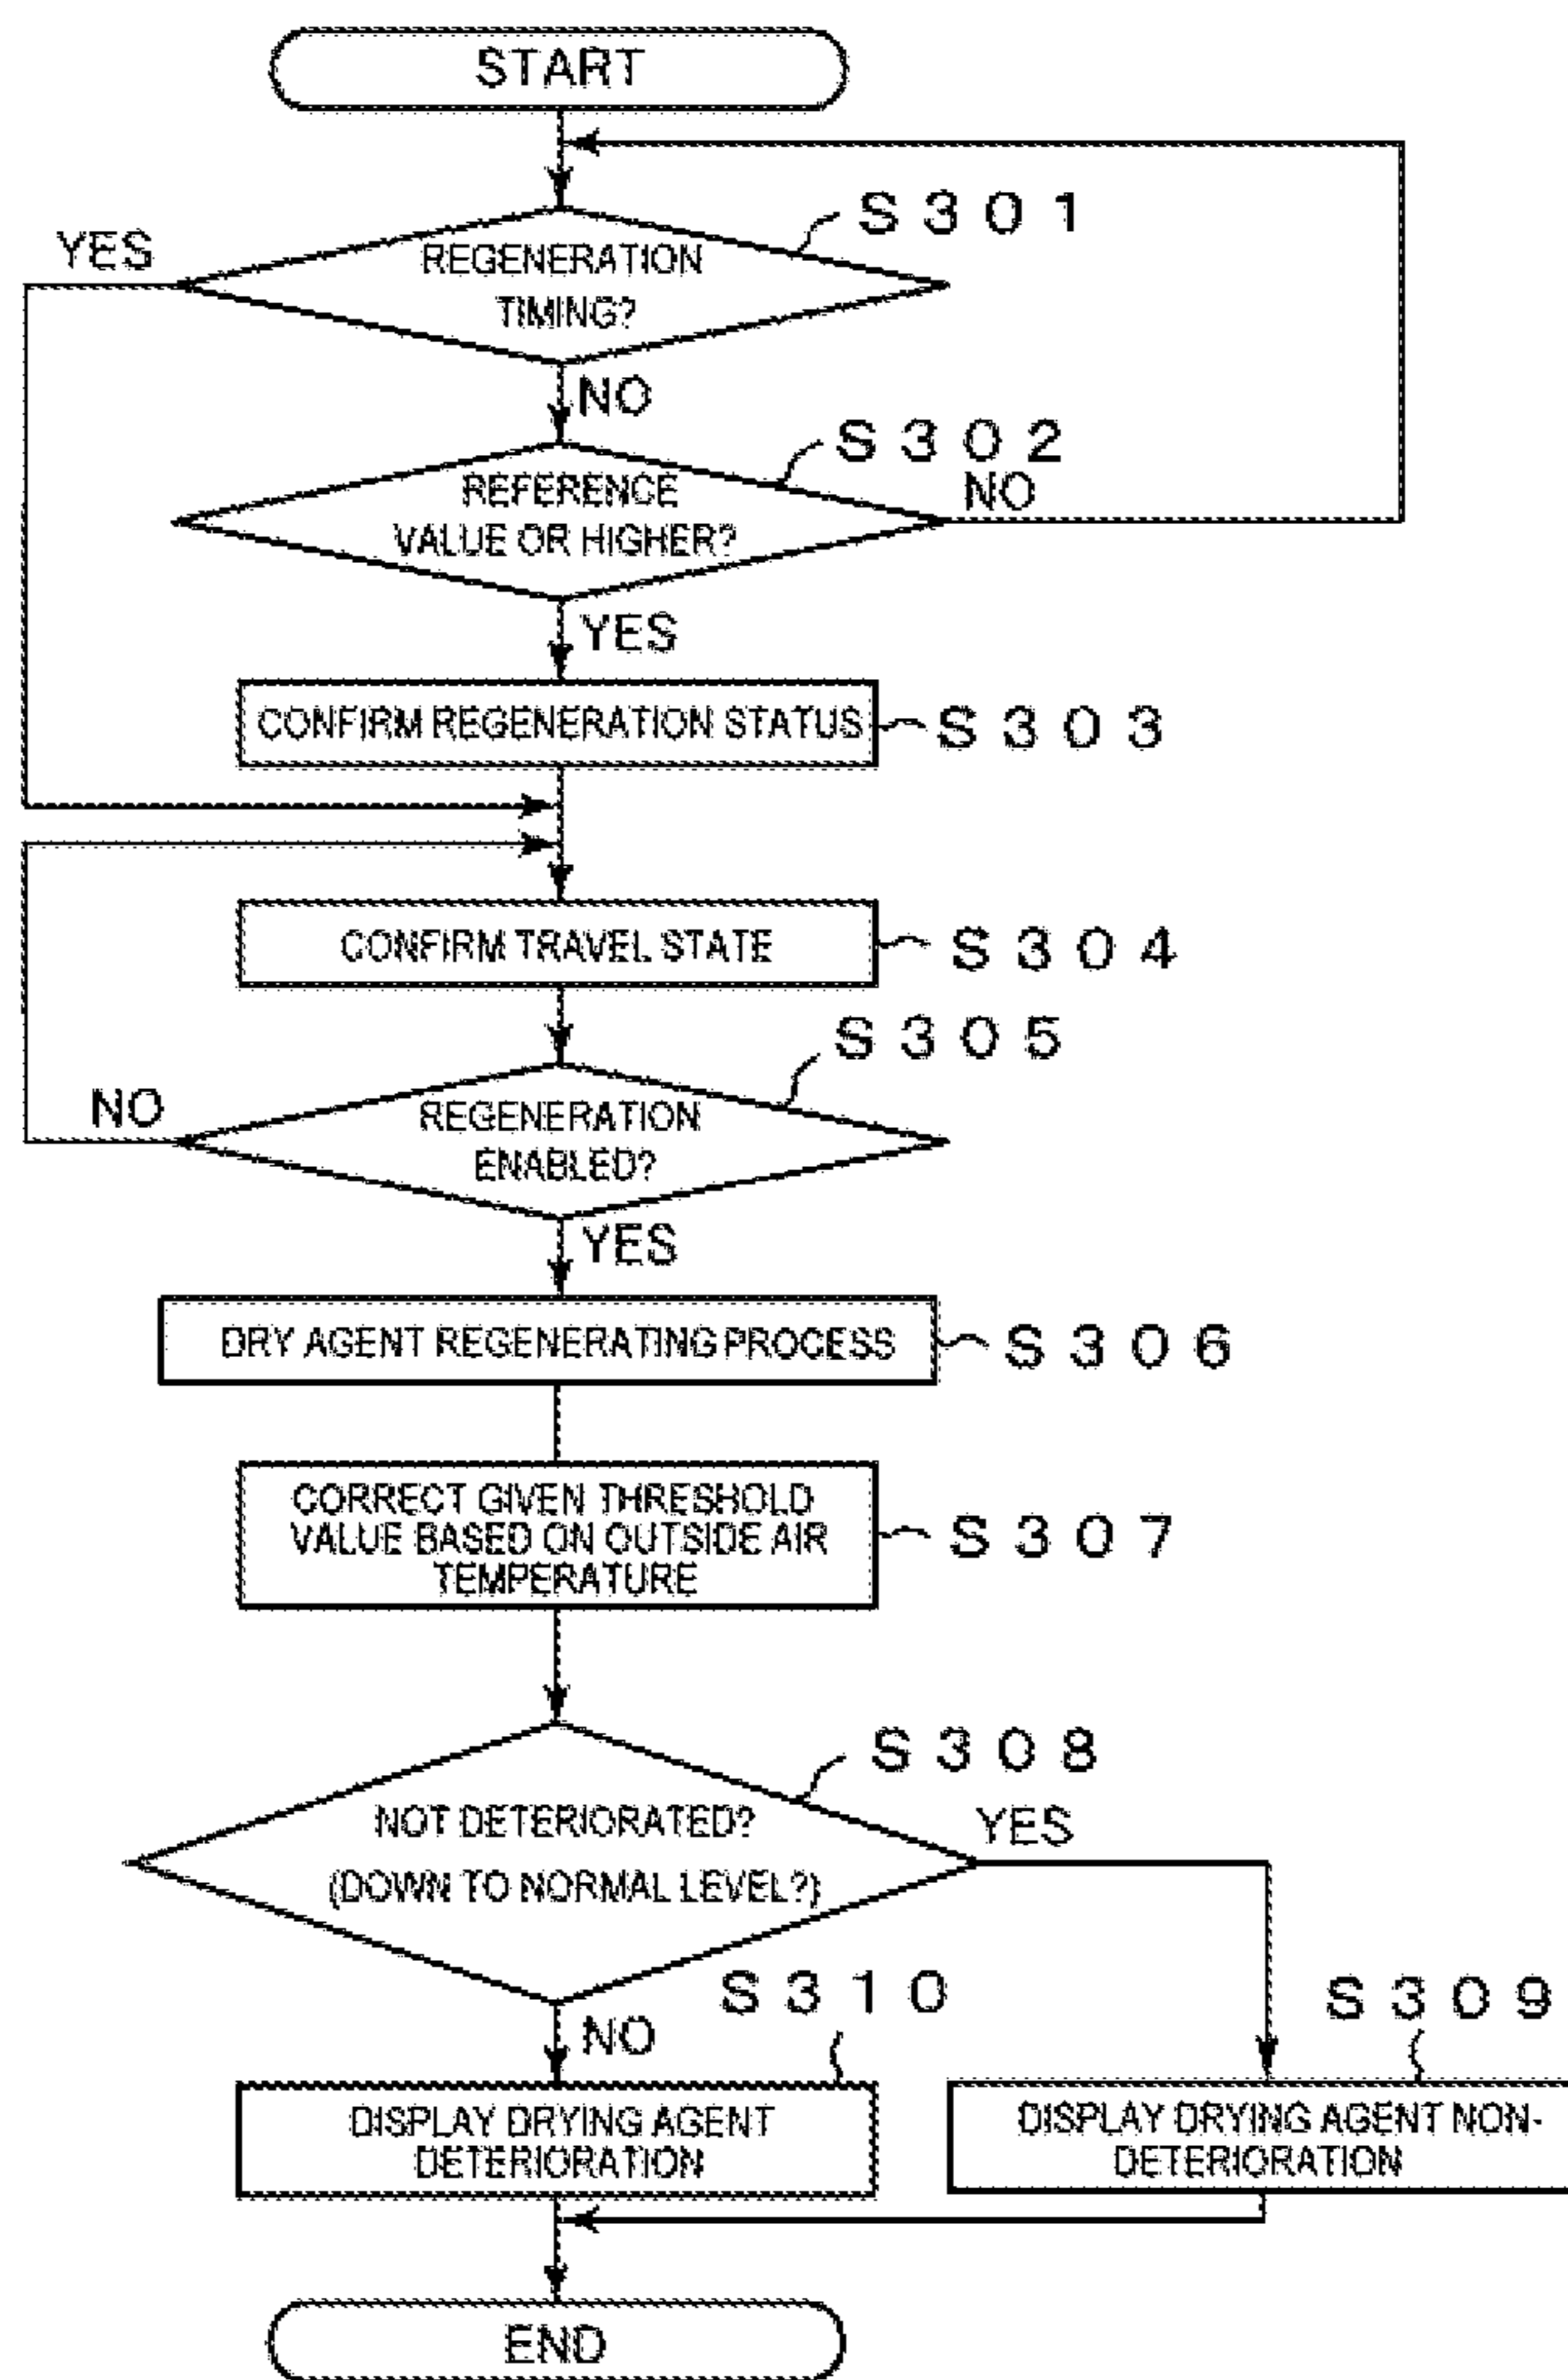 START
S301
YES
REGENERATION
TIMING?
NO
S302
REFERENCE
VALUE OR HIGHER?
NO
YES
CONFIRM REGENERATION STATUS
S303
CONFIRM TRAVEL STATE
S304
S305
NO
REGENERATION
ENABLED?
YES
DRY AGENT REGENERATING PROCESS
S306
CORRECT GIVEN THRESHOLD
VALUE BASED ON OUTSIDE AIR
TEMPERATURE
S307
S308
NOT DETERIORATED?
(DOWN TO NORMAL LEVEL?)
YES
NO
S310
S309
DISPLAY DRYING AGENT
DETERIORATION
DISPLAY DRYING AGENT NON-
DETERIORATION
END